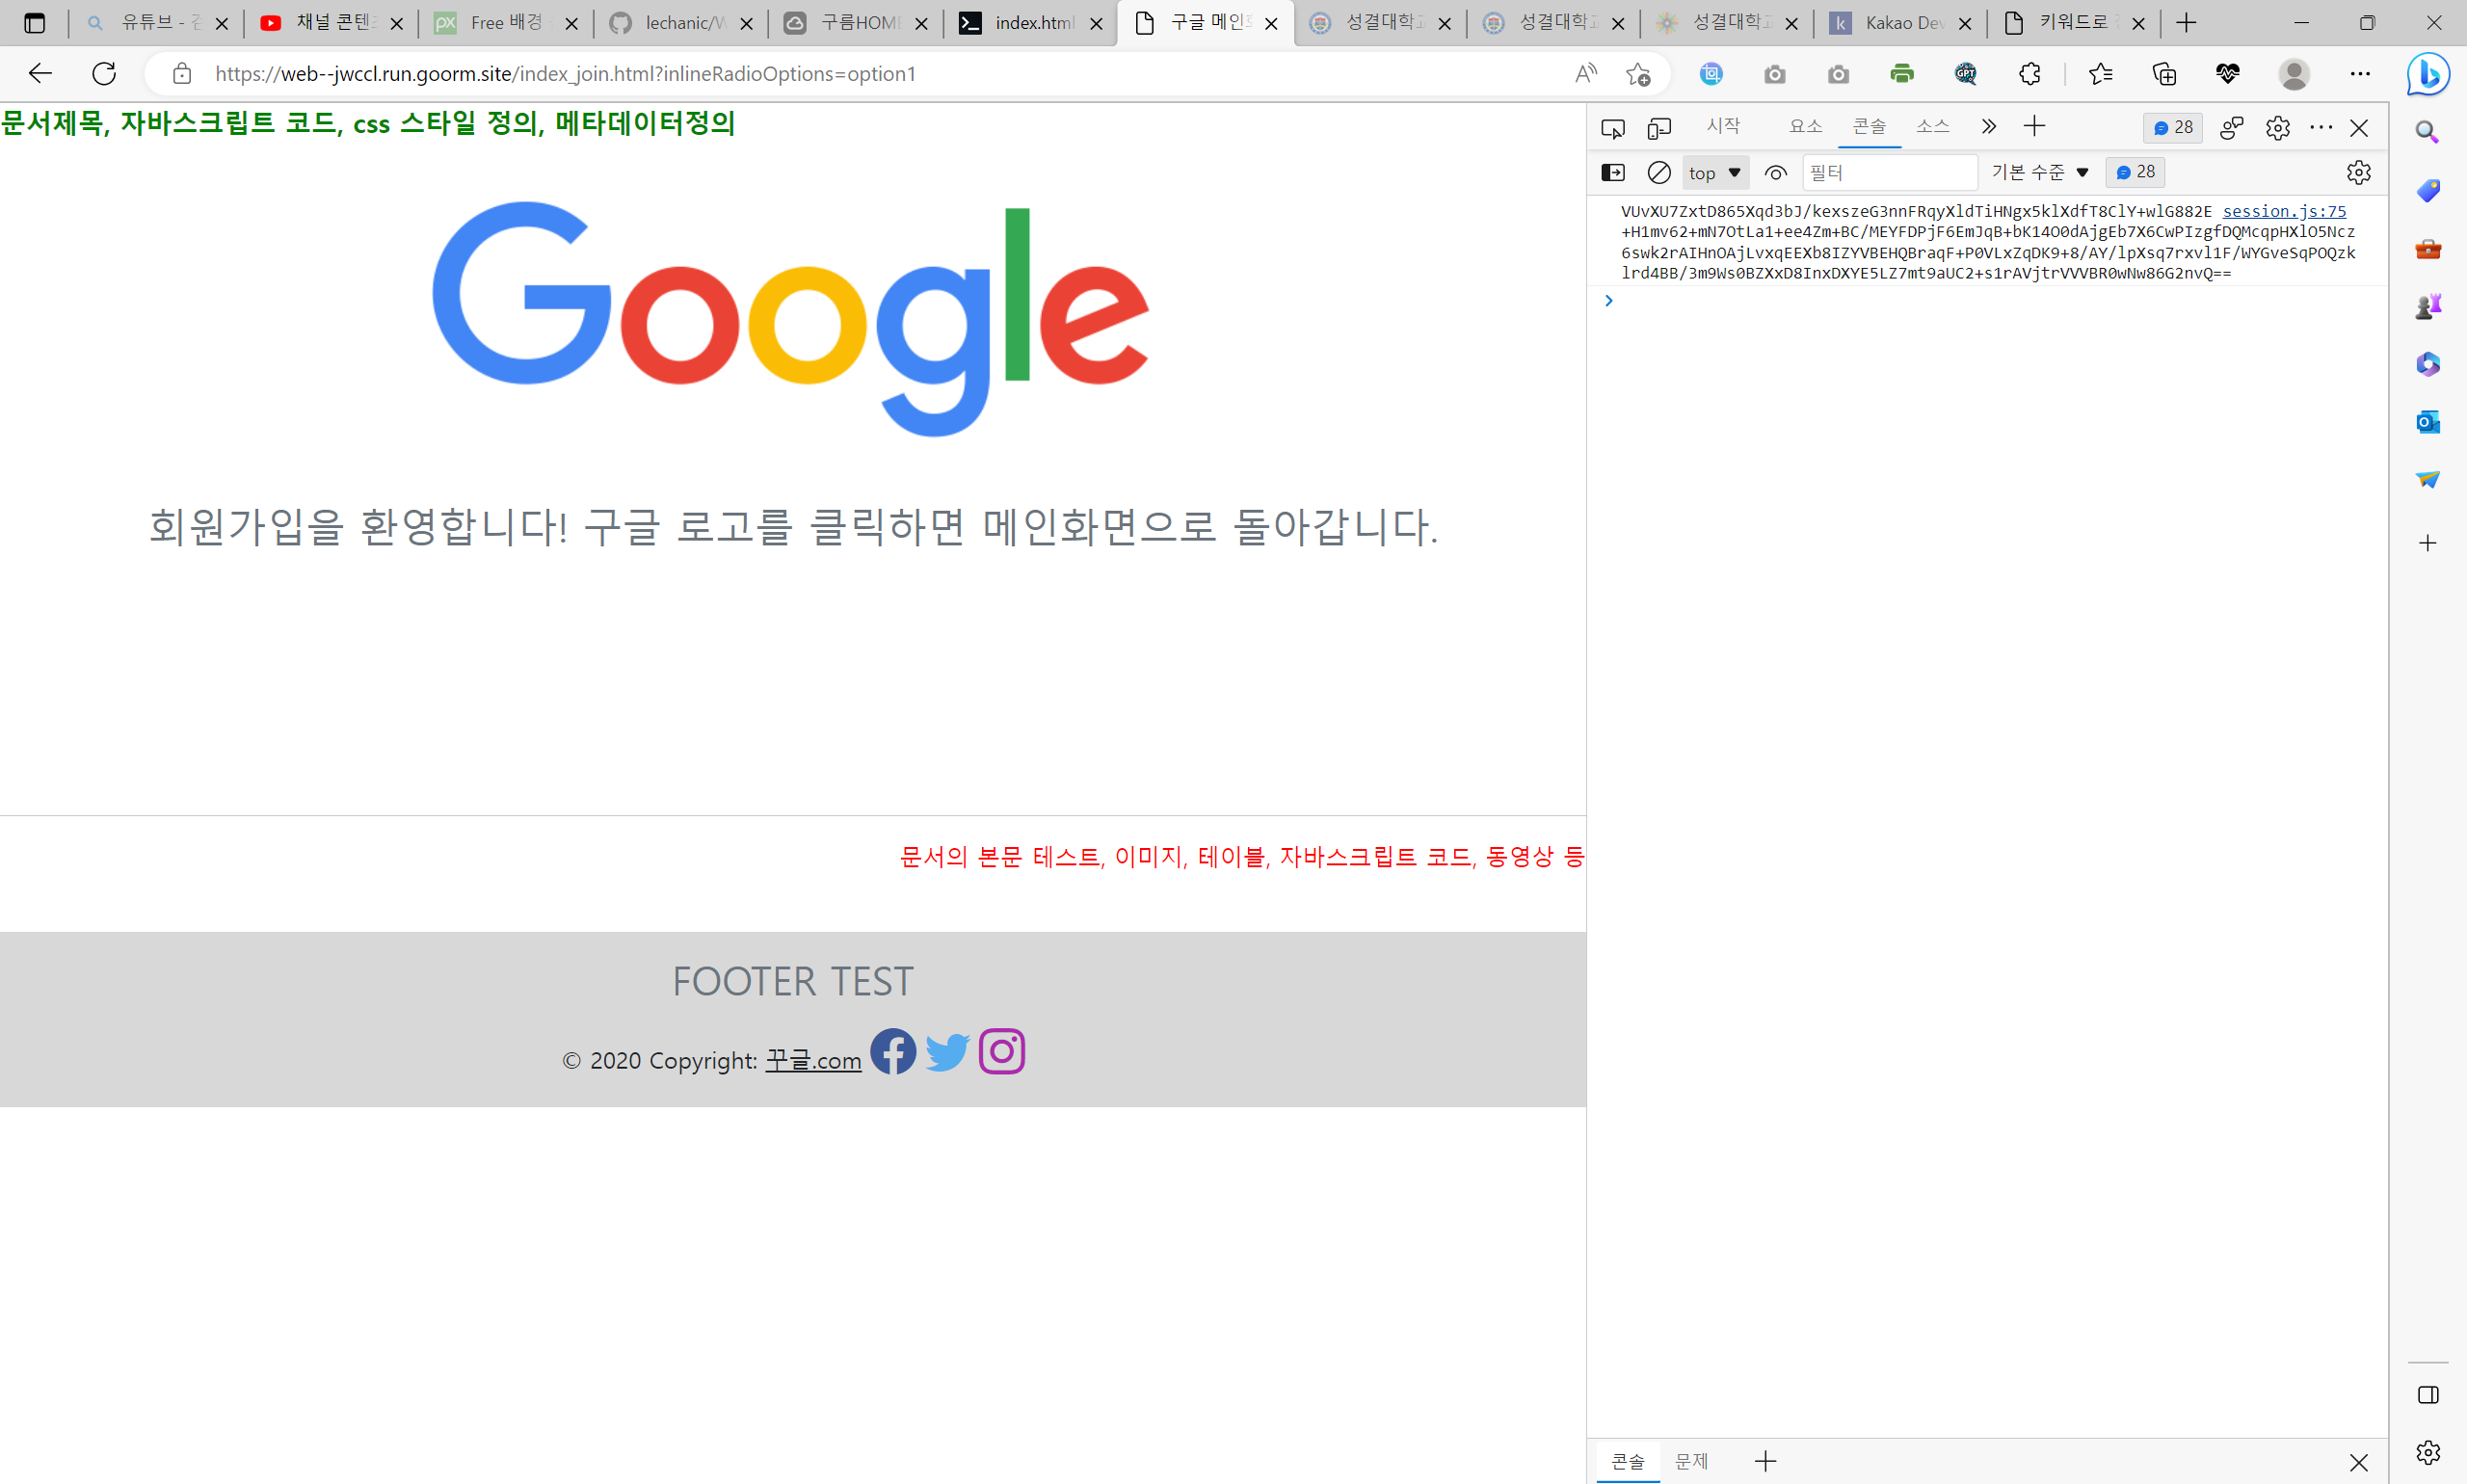 유튜브 - 검
채널 콘텐츠
Free 배경
lechanic/W
구름HOME
index.html
구글 메인화
성결대학교
성결대학교
성결대학교
Kakao Dev
키워드로
https://web--jwccl.run.goorm.site/index_join.html?inlineRadioOptions=option1
문서제목, 자바스크립트 코드, css 스타일 정의, 메타데이터정의
Google
회원가입을 환영합니다! 구글 로고를 클릭하면 메인화면으로 돌아갑니다.
문서의 본문 테스트, 이미지, 테이블, 자바스크립트 코드, 동영상 등
FOOTER TEST
© 2020 Copyright: 꾸글.com
시작 요소 콘솔 소스 28
top 필터 기본 수준 28
VUvXU7ZxtD865Xqd3bJ/kexszeG3nnFRqyXldTiHNgx5klXdfT8ClY+wlG882E session.js:75
+H1mv62+mN7OtLa1+ee4Zm+BC/MEYFDPjF6EmJqB+bK14O0dAjgEb7X6CwPIzgfDQMcqpHXlO5Ncz
6swk2rAIHnOAjLvxqEEXb8IZYVBEHQBraqF+P0VLxZqDK9+8/AY/lpXsq7rxvl1F/WYGveSqPOQzk
lrd4BB/3m9Ws0BZXxD8InxDXYE5LZ7mt9aUC2+s1rAVjtrVVVBR0wNw86G2nvQ==
콘솔 문제